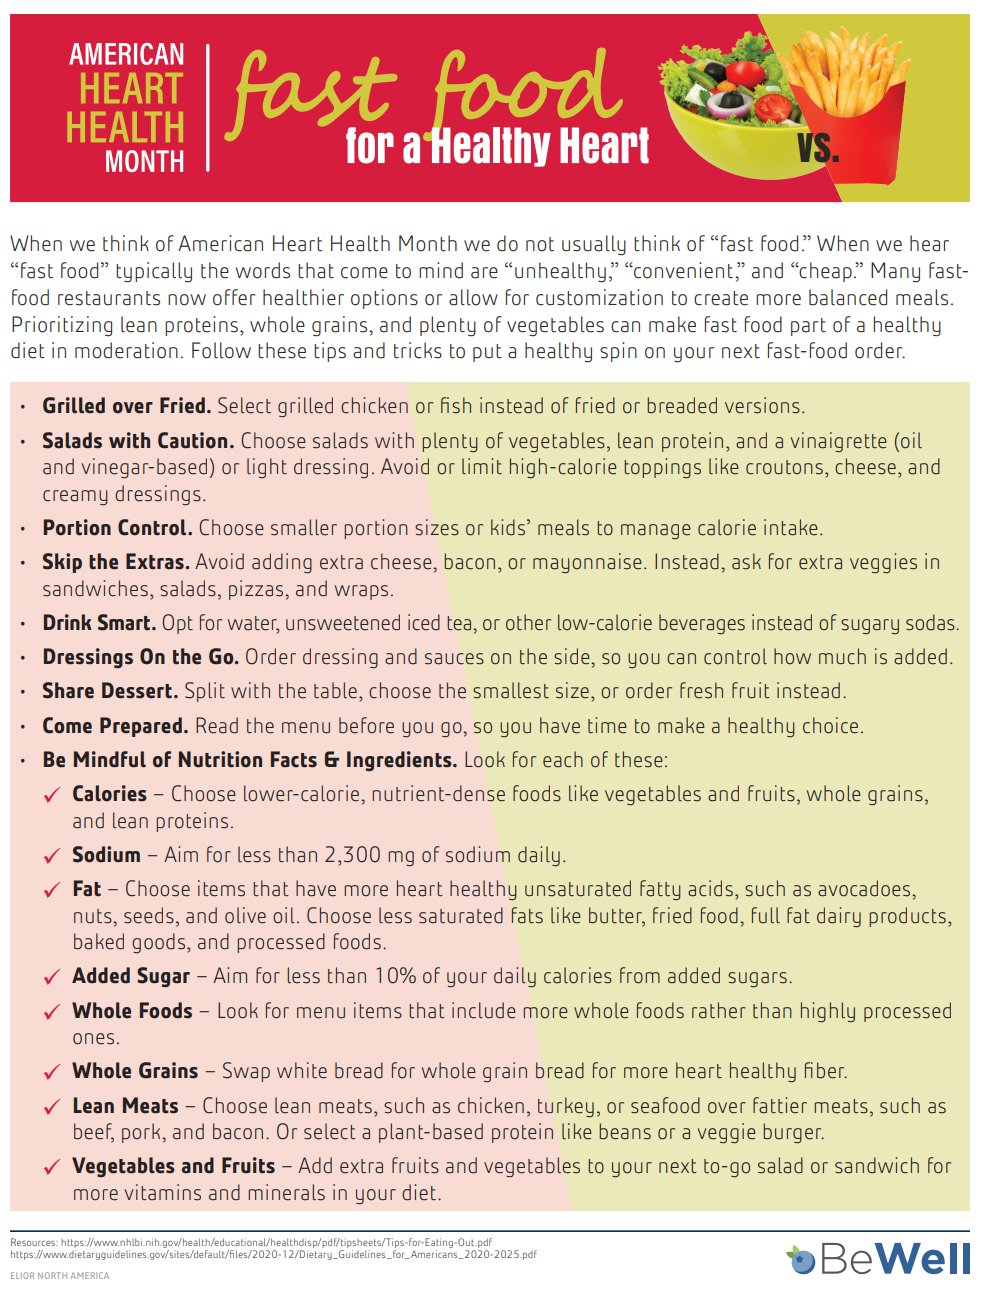 AMERICAN
HEART
HEALTH
MONTH
fast food
for a Healthy Heart
VS.
When we think of American Heart Health Month we do not usually think of “fast food.” When we hear
“fast food” typically the words that come to mind are “unhealthy,” “convenient,” and “cheap.” Many fast-
food restaurants now offer healthier options or allow for customization to create more balanced meals.
Prioritizing lean proteins, whole grains, and plenty of vegetables can make fast food part of a healthy
diet in moderation. Follow these tips and tricks to put a healthy spin on your next fast-food order.
• Grilled over Fried. Select grilled chicken or fish instead of fried or breaded versions.
• Salads with Caution. Choose salads with plenty of vegetables, lean protein, and a vinaigrette (oil
and vinegar-based) or light dressing. Avoid or limit high-calorie toppings like croutons, cheese, and
creamy dressings.
• Portion Control. Choose smaller portion sizes or kids’ meals to manage calorie intake.
• Skip the Extras. Avoid adding extra cheese, bacon, or mayonnaise. Instead, ask for extra veggies in
sandwiches, salads, pizzas, and wraps.
• Drink Smart. Opt for water, unsweetened iced tea, or other low-calorie beverages instead of sugary sodas.
• Dressings On the Go. Order dressing and sauces on the side, so you can control how much is added.
• Share Dessert. Split with the table, choose the smallest size, or order fresh fruit instead.
• Come Prepared. Read the menu before you go, so you have time to make a healthy choice.
• Be Mindful of Nutrition Facts & Ingredients. Look for each of these:
✓ Calories – Choose lower-calorie, nutrient-dense foods like vegetables and fruits, whole grains,
and lean proteins.
✓ Sodium – Aim for less than 2,300 mg of sodium daily.
✓ Fat – Choose items that have more heart healthy unsaturated fatty acids, such as avocadoes,
nuts, seeds, and olive oil. Choose less saturated fats like butter, fried food, full fat dairy products,
baked goods, and processed foods.
✓ Added Sugar – Aim for less than 10% of your daily calories from added sugars.
✓ Whole Foods – Look for menu items that include more whole foods rather than highly processed
ones.
✓ Whole Grains – Swap white bread for whole grain bread for more heart healthy fiber.
✓ Lean Meats – Choose lean meats, such as chicken, turkey, or seafood over fattier meats, such as
beef, pork, and bacon. Or select a plant-based protein like beans or a veggie burger.
✓ Vegetables and Fruits – Add extra fruits and vegetables to your next to-go salad or sandwich for
more vitamins and minerals in your diet.
Resources: https://www.nhlbi.nih.gov/health/educational/healthdisp/pdf/tipsheets/Tips-for-Eating-Out.pdf
https://www.dietaryguidelines.gov/sites/default/files/2020-12/Dietary_Guidelines_for_Americans_2020-2025.pdf
ELIOR NORTH AMERICA
BeWell